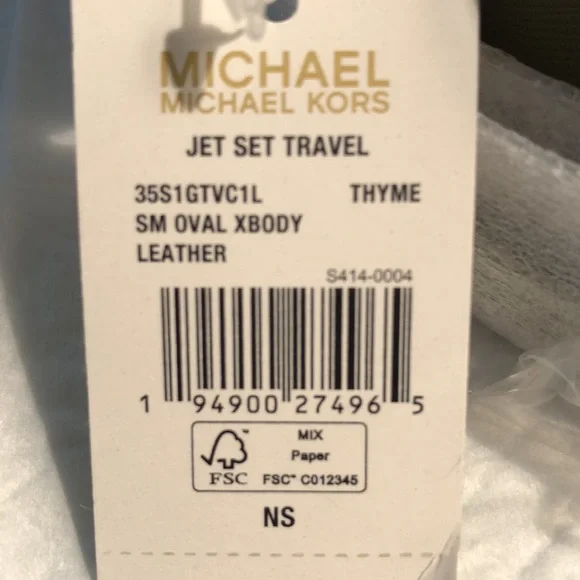 MICHAEL
MICHAEL KORS
JET SET TRAVEL
35S1GTVC1L THYME
SM OVAL XBODY
LEATHER
S414-0004
1 94900 27496 5
MIX
Paper
FSC FSC™ C012345
NS